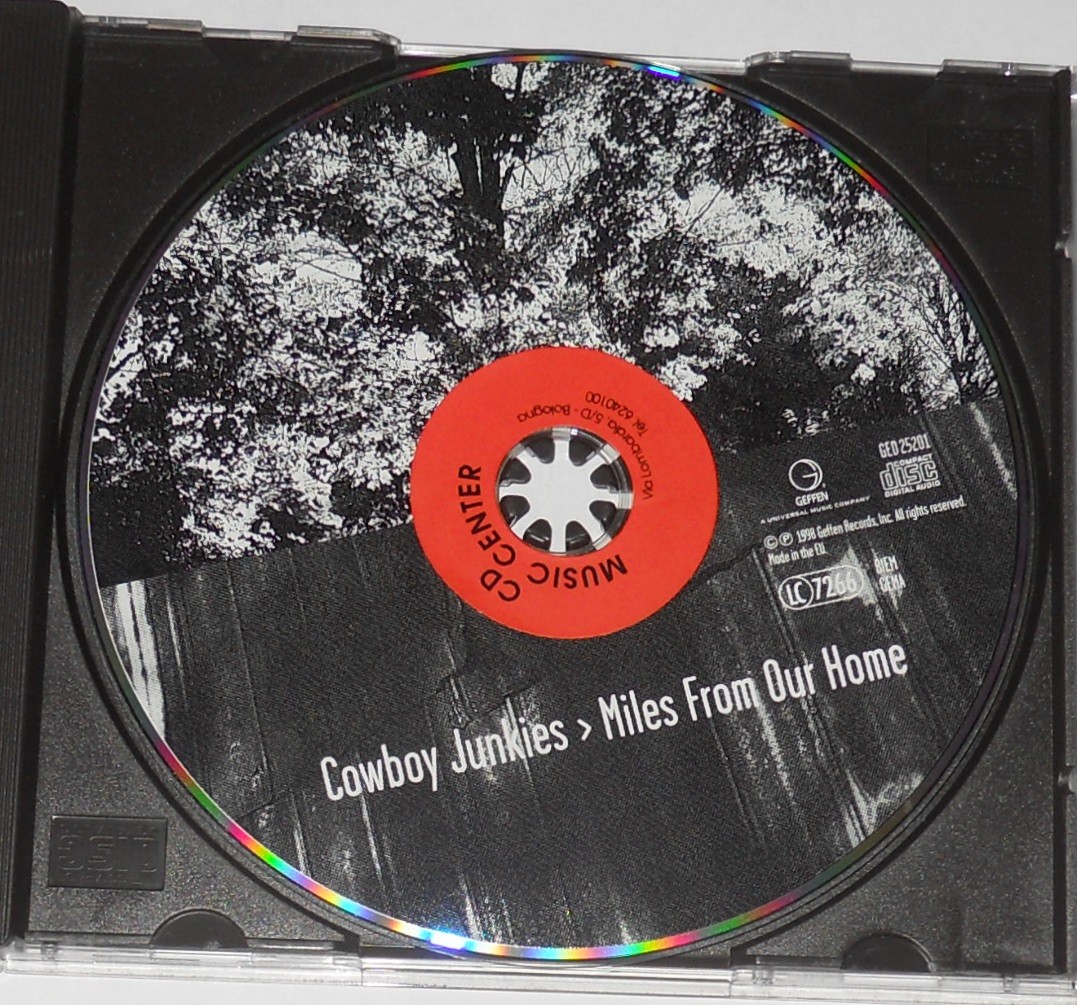 CD CENTER
MUSIC
Via Lombardia, 5/D - Bologna
Tel. 6240100
GED 25201
GEFFEN
A UNIVERSAL MUSIC COMPANY
COMPACT
disc
DIGITAL AUDIO
© ℗ 1998 Geffen Records, Inc. All rights reserved.
Made in the EU.
LC 7266
BIEM
GEMA
Cowboy Junkies > Miles From Our Home